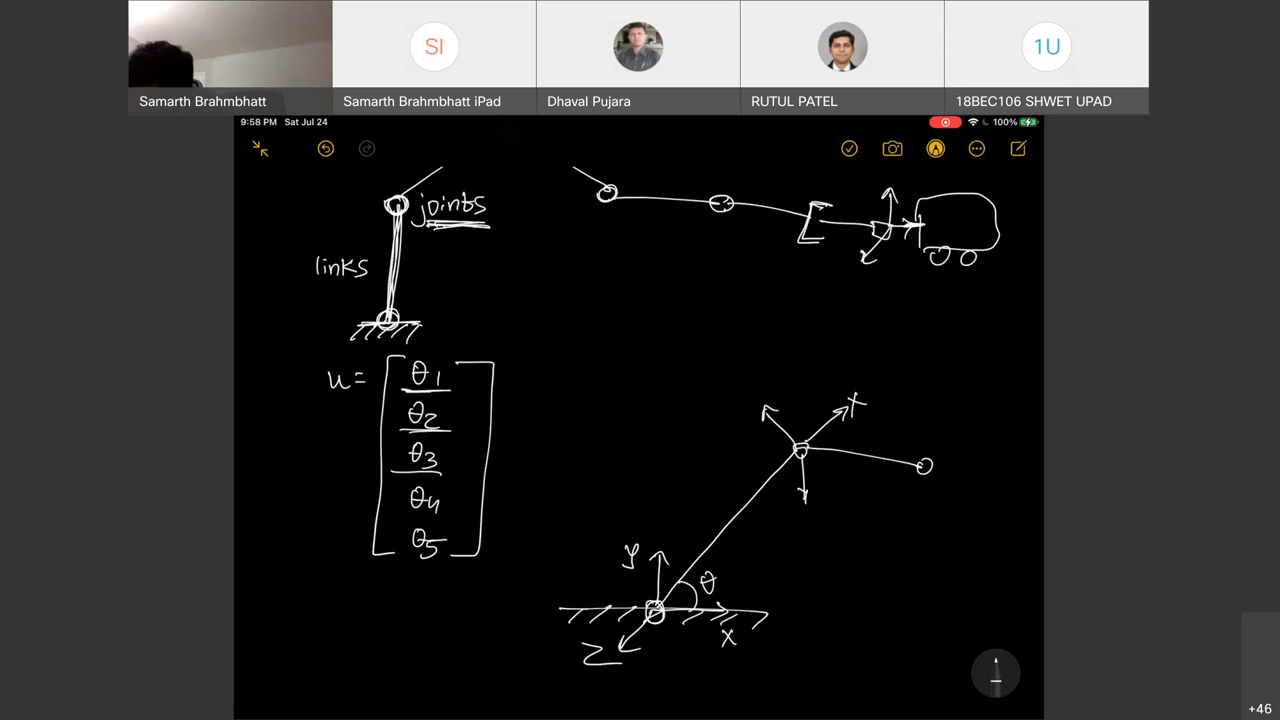 SI
1U
Samarth Brahmbhatt
Samarth Brahmbhatt iPad
Dhaval Pujara
RUTUL PATEL
18BEC106 SHWET UPAD
9:58 PM Sat Jul 24
100%
joints
links
u =
θ1
θ2
θ3
θ4
θ5
x
x
y
θ
x
z
+46